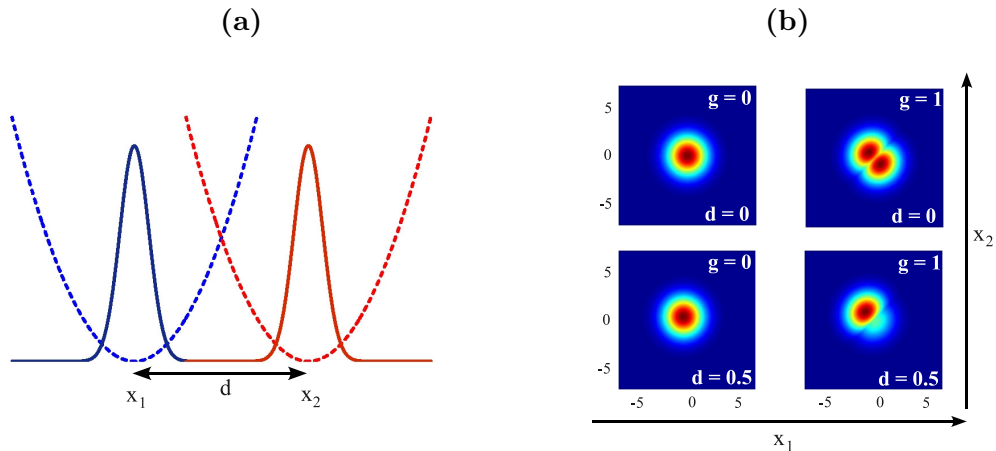 (a)
x1
d
x2
(b)
5
0
-5
g = 0
d = 0
g = 1
d = 0
5
0
-5
g = 0
d = 0.5
g = 1
d = 0.5
-5
0
5
-5
0
5
x1
x2